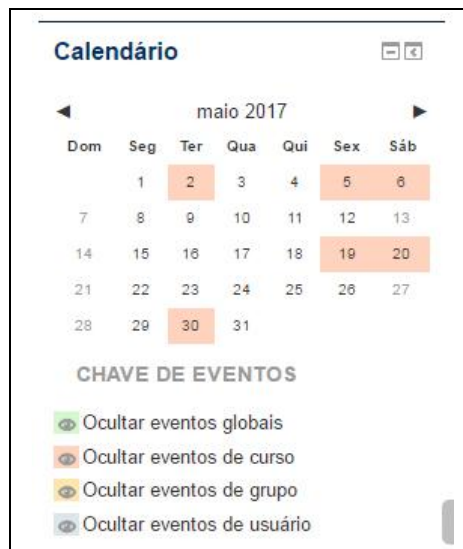 Calendário
maio 2017
Dom Seg Ter Qua Qui Sex Sáb
1 2 3 4 5 6
7 8 9 10 11 12 13
14 15 16 17 18 19 20
21 22 23 24 25 26 27
28 29 30 31
CHAVE DE EVENTOS
Ocultar eventos globais
Ocultar eventos de curso
Ocultar eventos de grupo
Ocultar eventos de usuário